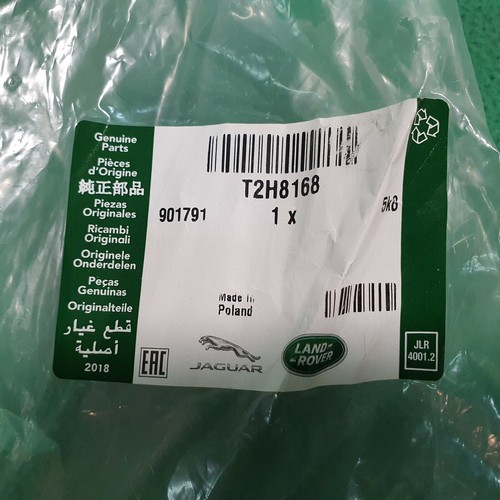 Genuine
Parts
Pièces
d'Origine
純正部品
Piezas
Originales
Ricambi
Originali
Originele
Onderdelen
Peças
Genuinas
Originalteile
قطع غيار
أصلية
2018
T2H8168
901791
1 x
5kG
Made in
Poland
EAC
JAGUAR
LAND-
ROVER
JLR
4001.2